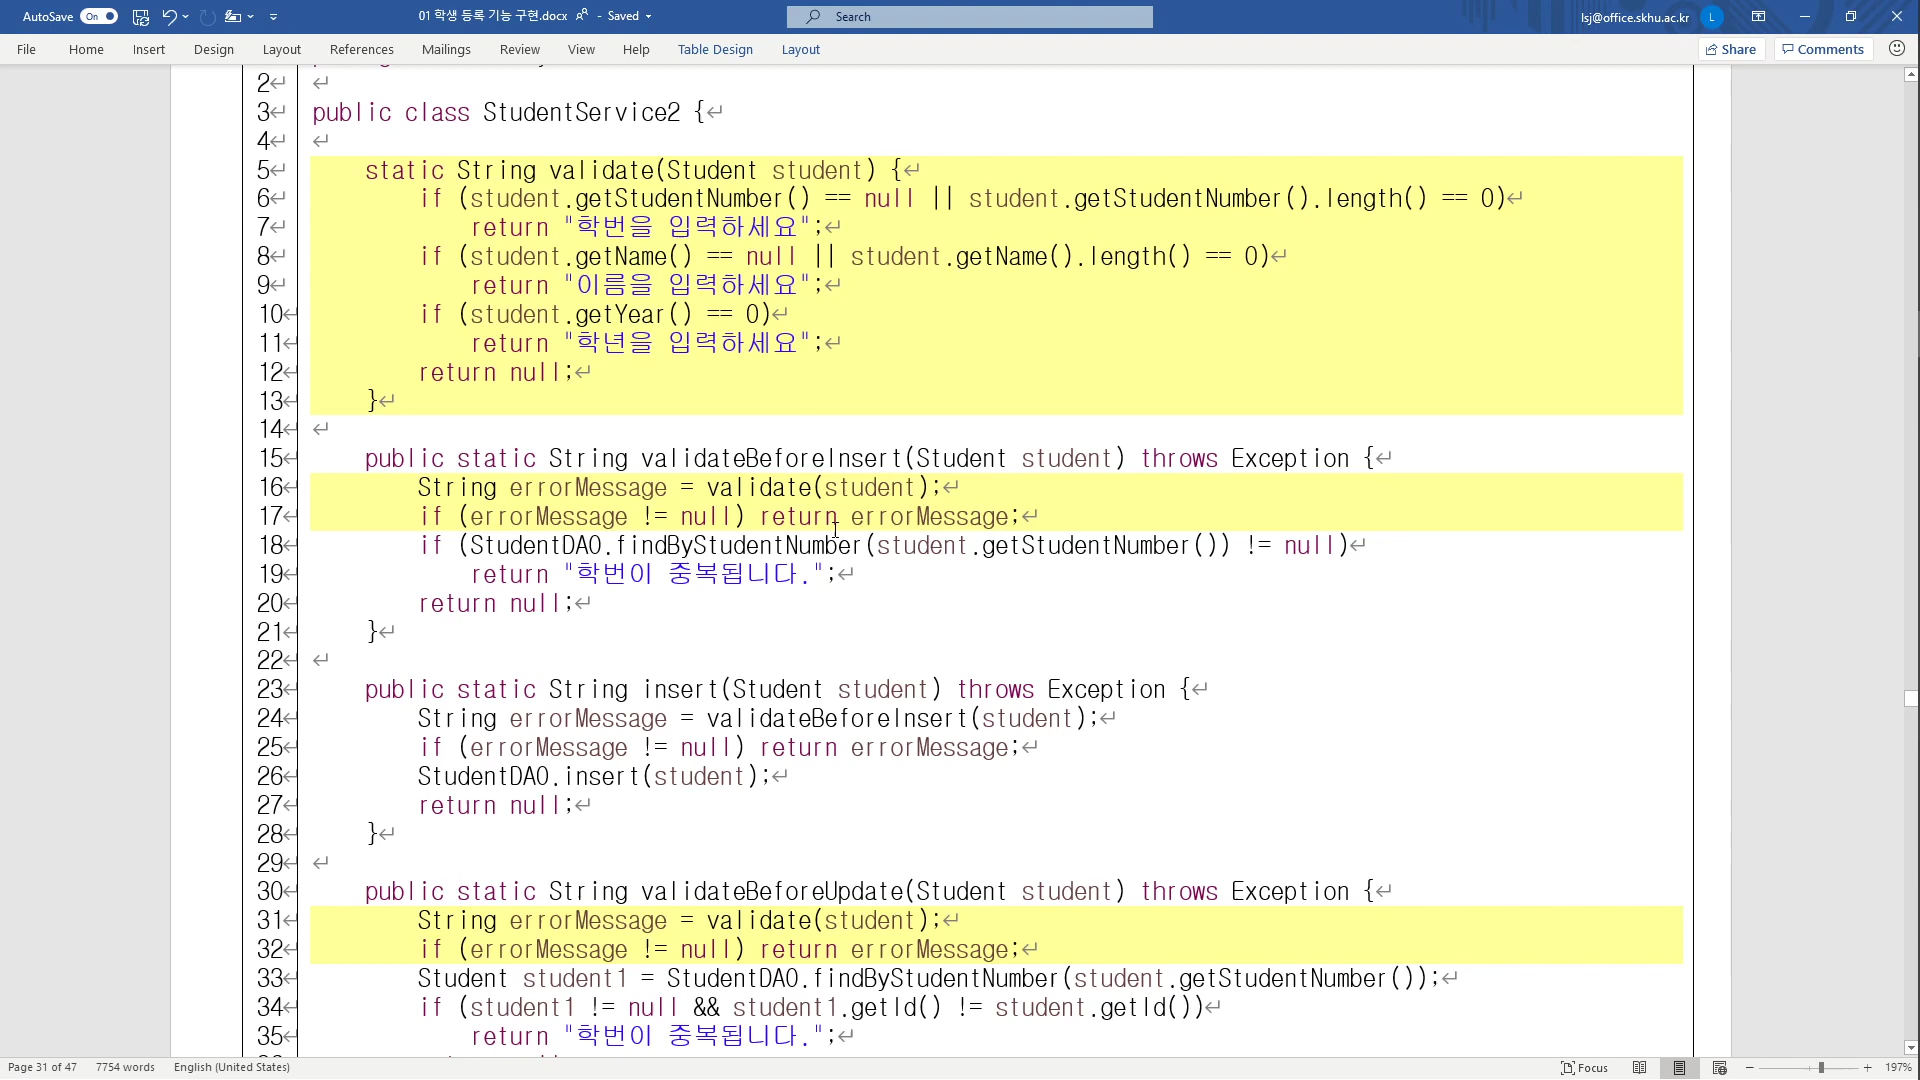 AutoSave On 01 학생 등록 기능 구현.docx - Saved Search lsj@office.skhu.ac.kr L
File Home Insert Design Layout References Mailings Review View Help Table Design Layout Share Comments
2
3 public class StudentService2 {
4
5 static String validate(Student student) {
6 if (student.getStudentNumber() == null || student.getStudentNumber().length() == 0)
7 return "학번을 입력하세요";
8 if (student.getName() == null || student.getName().length() == 0)
9 return "이름을 입력하세요";
10 if (student.getYear() == 0)
11 return "학년을 입력하세요";
12 return null;
13 }
14
15 public static String validateBeforeInsert(Student student) throws Exception {
16 String errorMessage = validate(student);
17 if (errorMessage != null) return errorMessage;
18 if (StudentDAO.findByStudentNumber(student.getStudentNumber()) != null)
19 return "학번이 중복됩니다.";
20 return null;
21 }
22
23 public static String insert(Student student) throws Exception {
24 String errorMessage = validateBeforeInsert(student);
25 if (errorMessage != null) return errorMessage;
26 StudentDAO.insert(student);
27 return null;
28 }
29
30 public static String validateBeforeUpdate(Student student) throws Exception {
31 String errorMessage = validate(student);
32 if (errorMessage != null) return errorMessage;
33 Student student1 = StudentDAO.findByStudentNumber(student.getStudentNumber());
34 if (student1 != null && student1.getId() != student.getId())
35 return "학번이 중복됩니다.";
Page 31 of 47 7754 words English (United States) Focus 197%